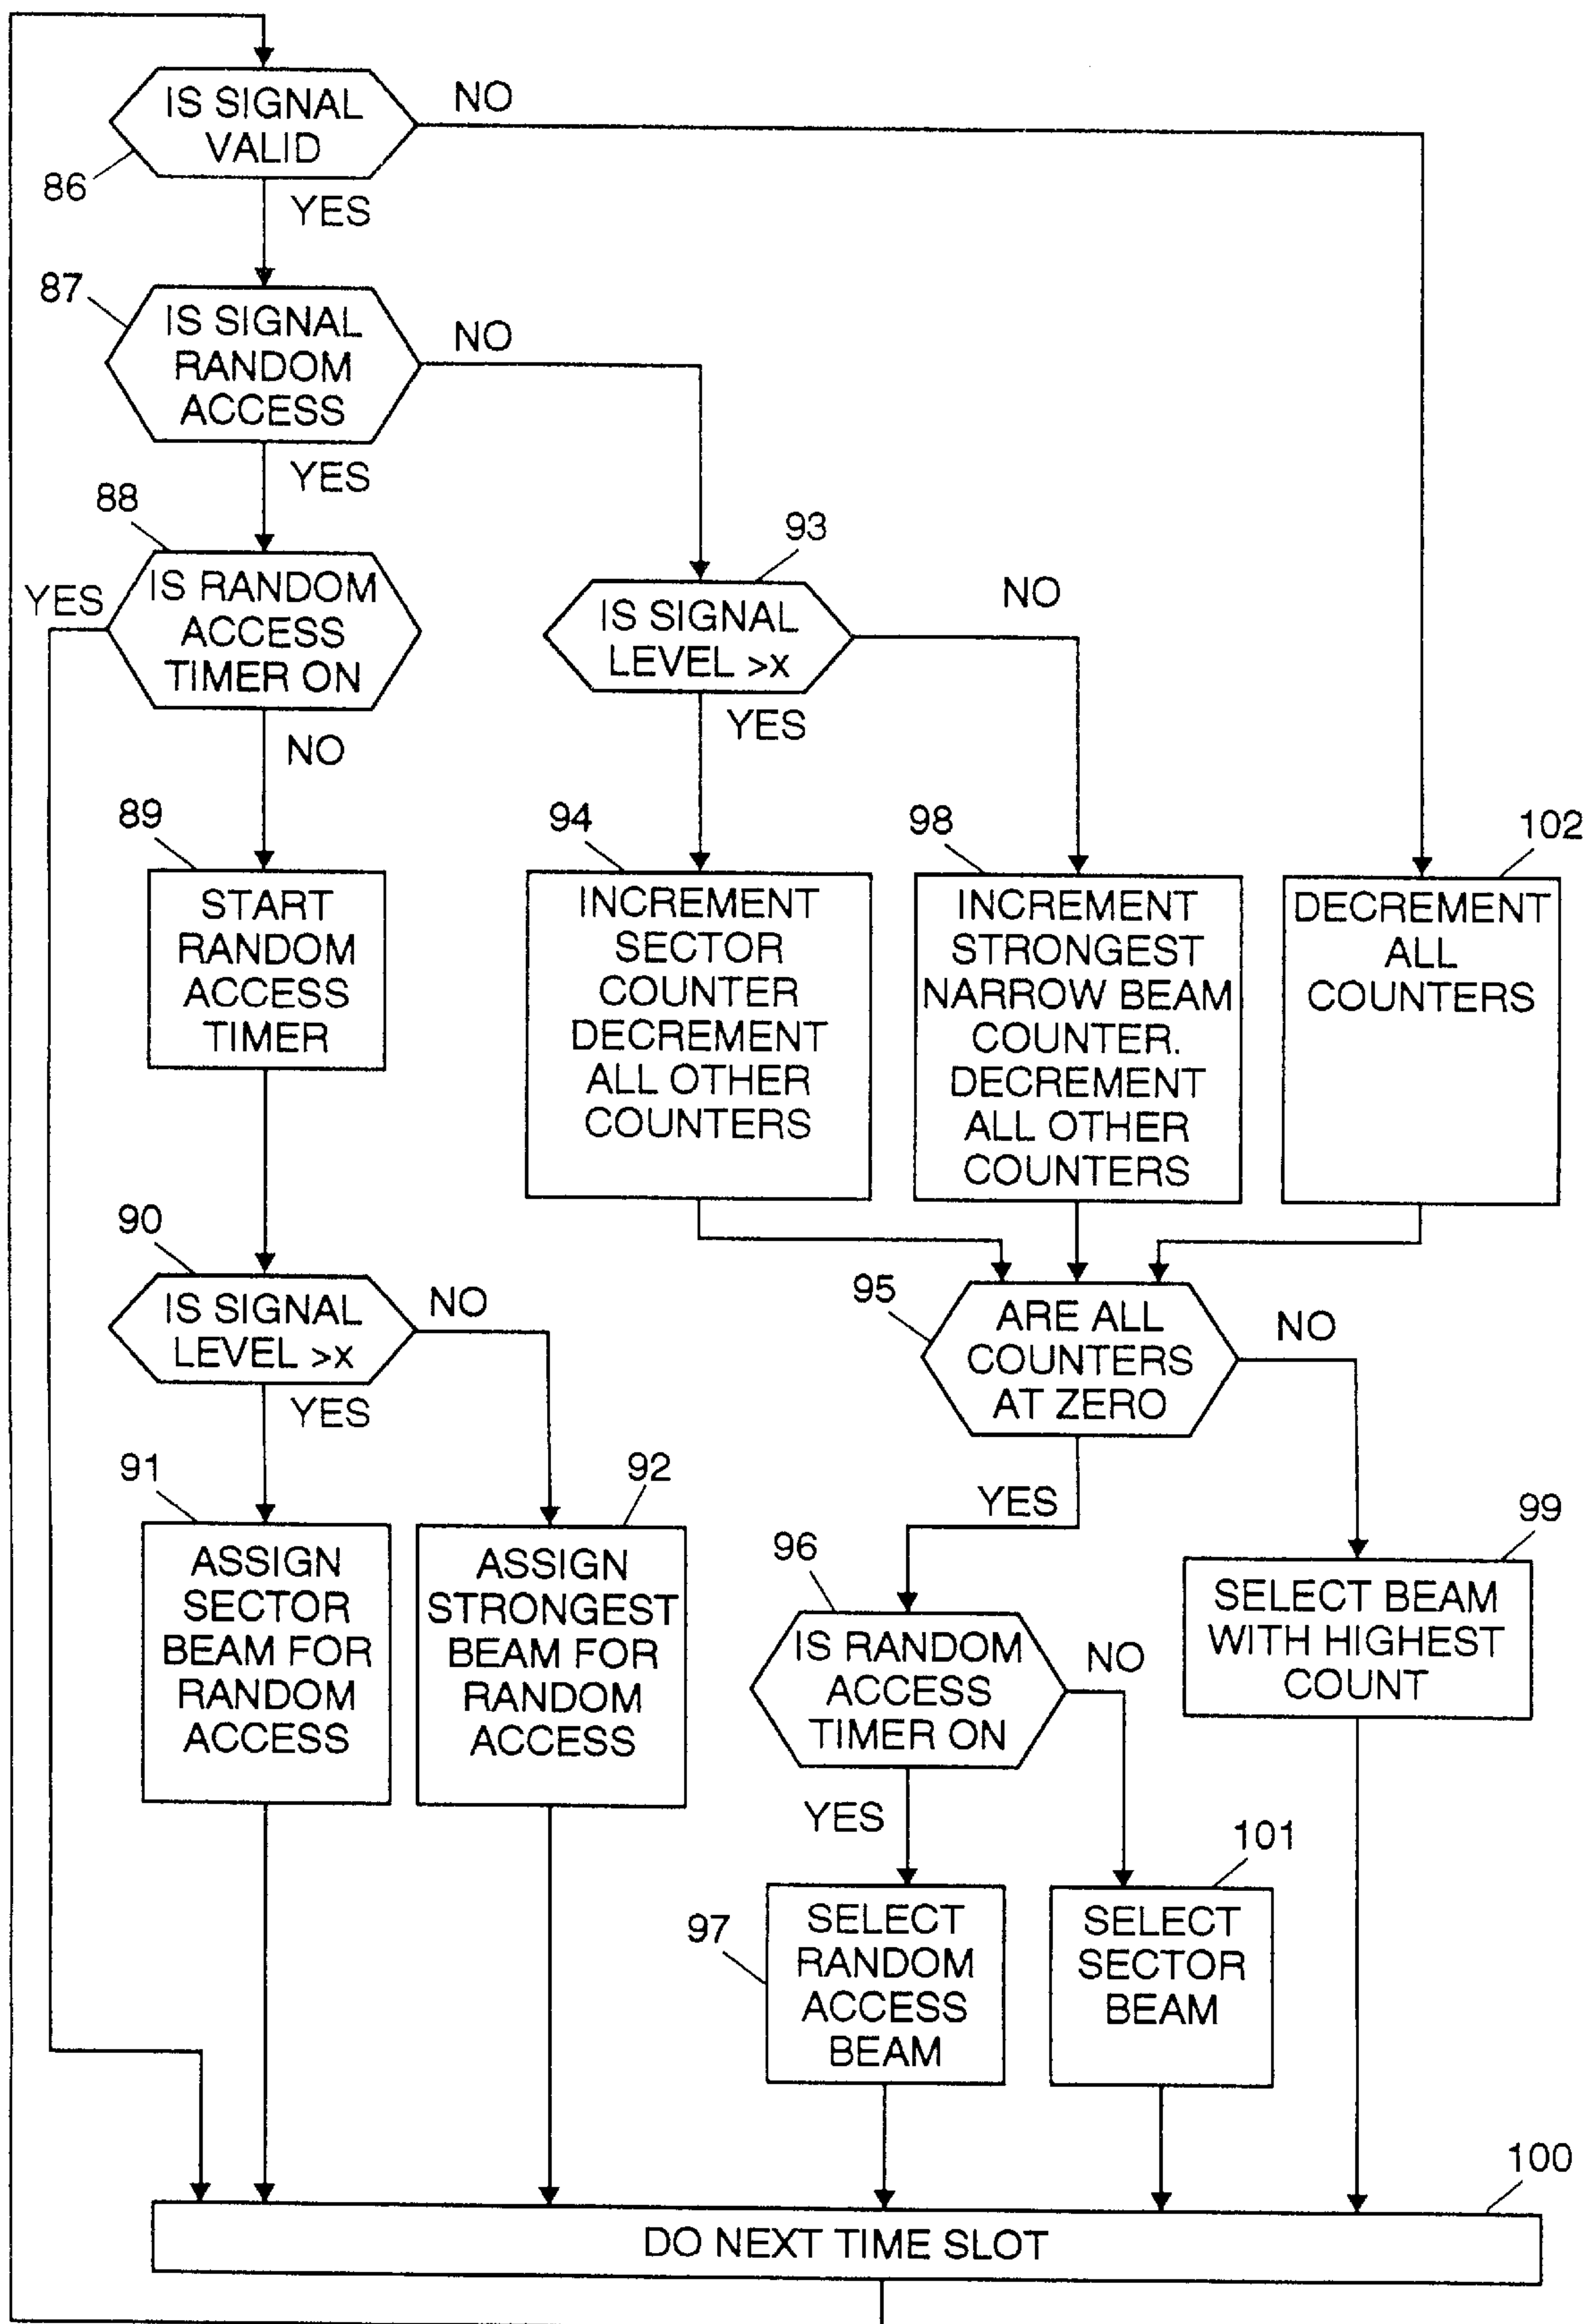 IS SIGNAL
VALID
NO
86
YES
87
IS SIGNAL
RANDOM
ACCESS
NO
YES
88
IS RANDOM
ACCESS
TIMER ON
YES
NO
93
IS SIGNAL
LEVEL >X
NO
YES
89
START
RANDOM
ACCESS
TIMER
94
INCREMENT
SECTOR
COUNTER
DECREMENT
ALL OTHER
COUNTERS
98
INCREMENT
STRONGEST
NARROW BEAM
COUNTER.
DECREMENT
ALL OTHER
COUNTERS
102
DECREMENT
ALL
COUNTERS
90
IS SIGNAL
LEVEL >X
NO
YES
95
ARE ALL
COUNTERS
AT ZERO
NO
YES
91
ASSIGN
SECTOR
BEAM FOR
RANDOM
ACCESS
92
ASSIGN
STRONGEST
BEAM FOR
RANDOM
ACCESS
96
IS RANDOM
ACCESS
TIMER ON
NO
YES
99
SELECT BEAM
WITH HIGHEST
COUNT
97
SELECT
RANDOM
ACCESS
BEAM
101
SELECT
SECTOR
BEAM
100
DO NEXT TIME SLOT